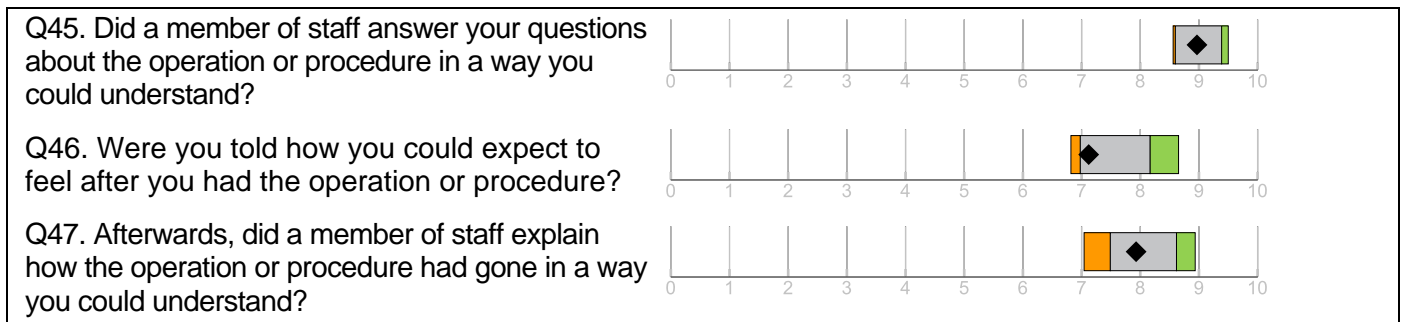 Q45. Did a member of staff answer your questions
about the operation or procedure in a way you
could understand?
0 1 2 3 4 5 6 7 8 9 10
Q46. Were you told how you could expect to
feel after you had the operation or procedure?
0 1 2 3 4 5 6 7 8 9 10
Q47. Afterwards, did a member of staff explain
how the operation or procedure had gone in a way
you could understand?
0 1 2 3 4 5 6 7 8 9 10